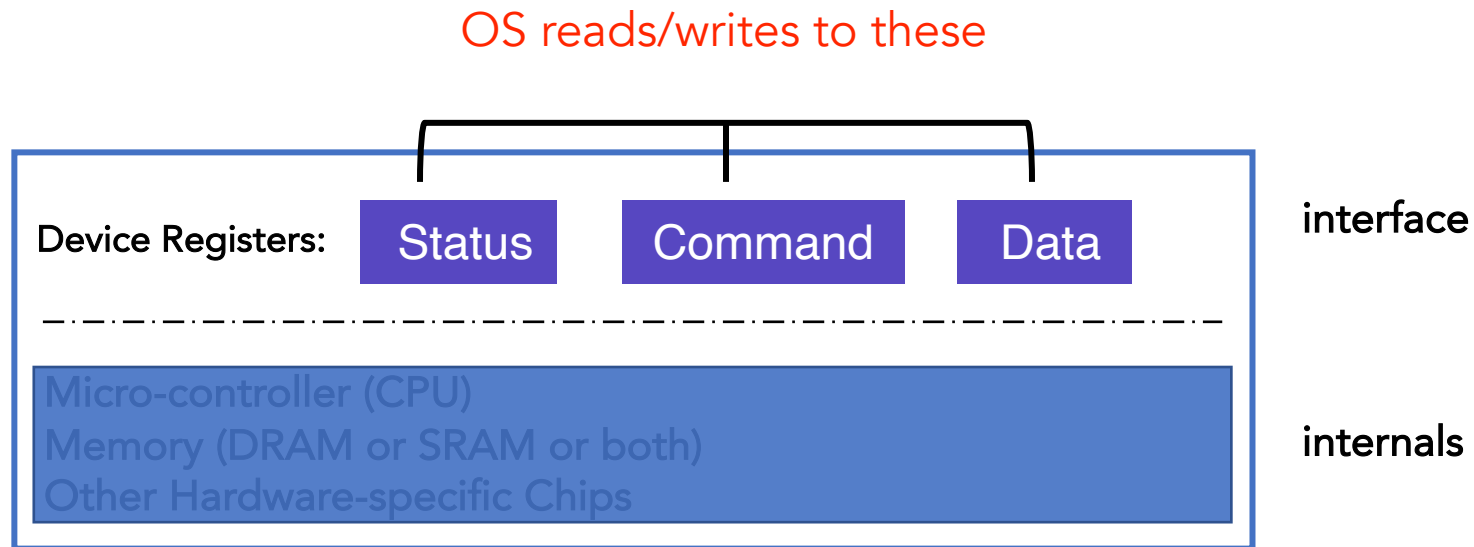 OS reads/writes to these
Device Registers: Status Command Data
interface
Micro-controller (CPU)
Memory (DRAM or SRAM or both)
Other Hardware-specific Chips
internals